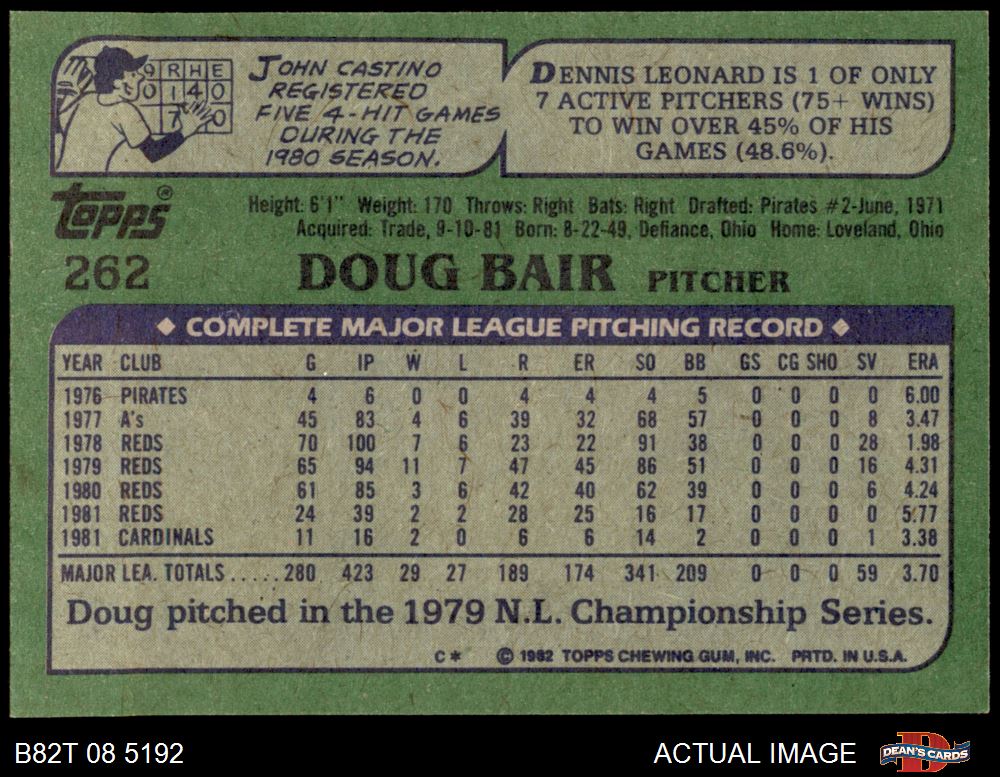 9 R H E
0 1 4 0
7 0
JOHN CASTINO
REGISTERED
FIVE 4-HIT GAMES
DURING THE
1980 SEASON.
DENNIS LEONARD IS 1 OF ONLY
7 ACTIVE PITCHERS (75+ WINS)
TO WIN OVER 45% OF HIS
GAMES (48.6%).
topps®
Height: 6'1" Weight: 170 Throws: Right Bats: Right Drafted: Pirates #2-June, 1971
Acquired: Trade, 9-10-81 Born: 8-22-49, Defiance, Ohio Home: Loveland, Ohio
262 DOUG BAIR PITCHER
◆ COMPLETE MAJOR LEAGUE PITCHING RECORD ◆
YEAR CLUB G IP W L R ER SO BB GS CG SHO SV ERA
1976 PIRATES 4 6 0 0 4 4 4 5 0 0 0 0 6.00
1977 A's 45 83 4 6 39 32 68 57 0 0 0 8 3.47
1978 REDS 70 100 7 6 23 22 91 38 0 0 0 28 1.98
1979 REDS 65 94 11 7 47 45 86 51 0 0 0 16 4.31
1980 REDS 61 85 3 6 42 40 62 39 0 0 0 6 4.24
1981 REDS 24 39 2 2 28 25 16 17 0 0 0 0 5.77
1981 CARDINALS 11 16 2 0 6 6 14 2 0 0 0 1 3.38
MAJOR LEA. TOTALS.....280 423 29 27 189 174 341 209 0 0 0 59 3.70
Doug pitched in the 1979 N.L. Championship Series.
C* © 1982 TOPPS CHEWING GUM, INC. PRTD. IN U.S.A.
B82T 08 5192 ACTUAL IMAGE DEAN'S CARDS